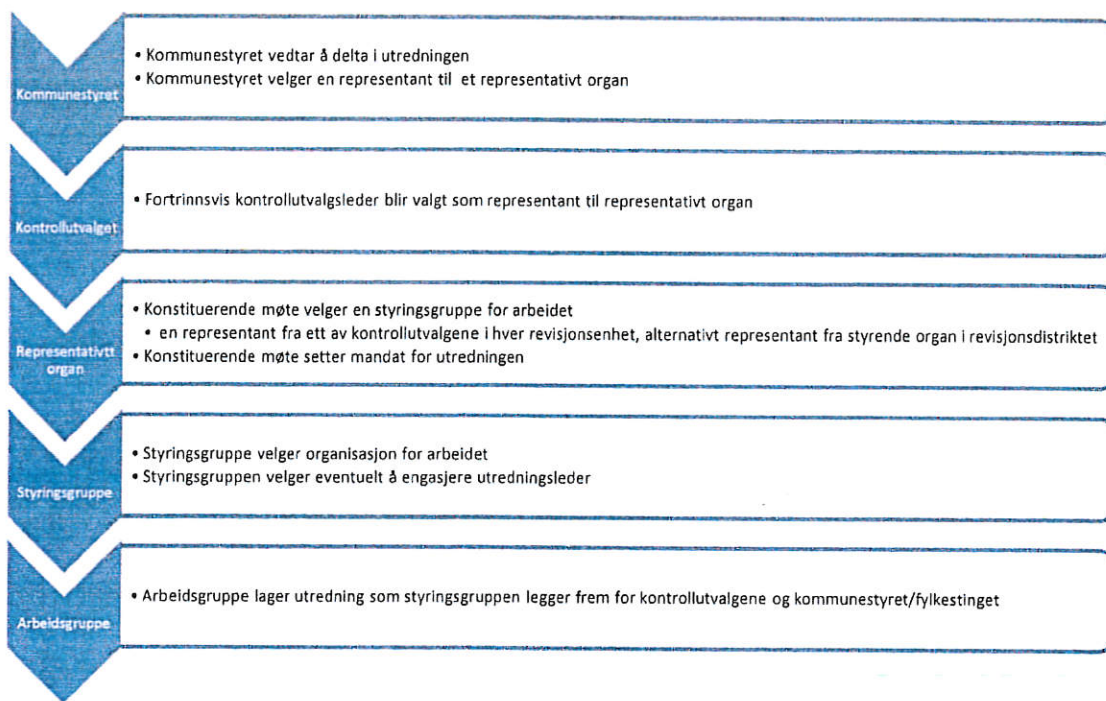 Kommunestyret
• Kommunestyret vedtar å delta i utredningen
• Kommunestyret velger en representant til et representativt organ
Kontrollutvalget
• Fortrinnsvis kontrollutvalgsleder blir valgt som representant til representativt organ
Representativtt
organ
• Konstituerende møte velger en styringsgruppe for arbeidet
• en representant fra ett av kontrollutvalgene i hver revisjonsenhet, alternativt representant fra styrende organ i revisjonsdistriktet
• Konstituerende møte setter mandat for utredningen
Styringsgruppe
• Styringsgruppe velger organisasjon for arbeidet
• Styringsgruppen velger eventuelt å engasjere utredningsleder
Arbeidsgruppe
• Arbeidsgruppe lager utredning som styringsgruppen legger frem for kontrollutvalgene og kommunestyret/fylkestinget